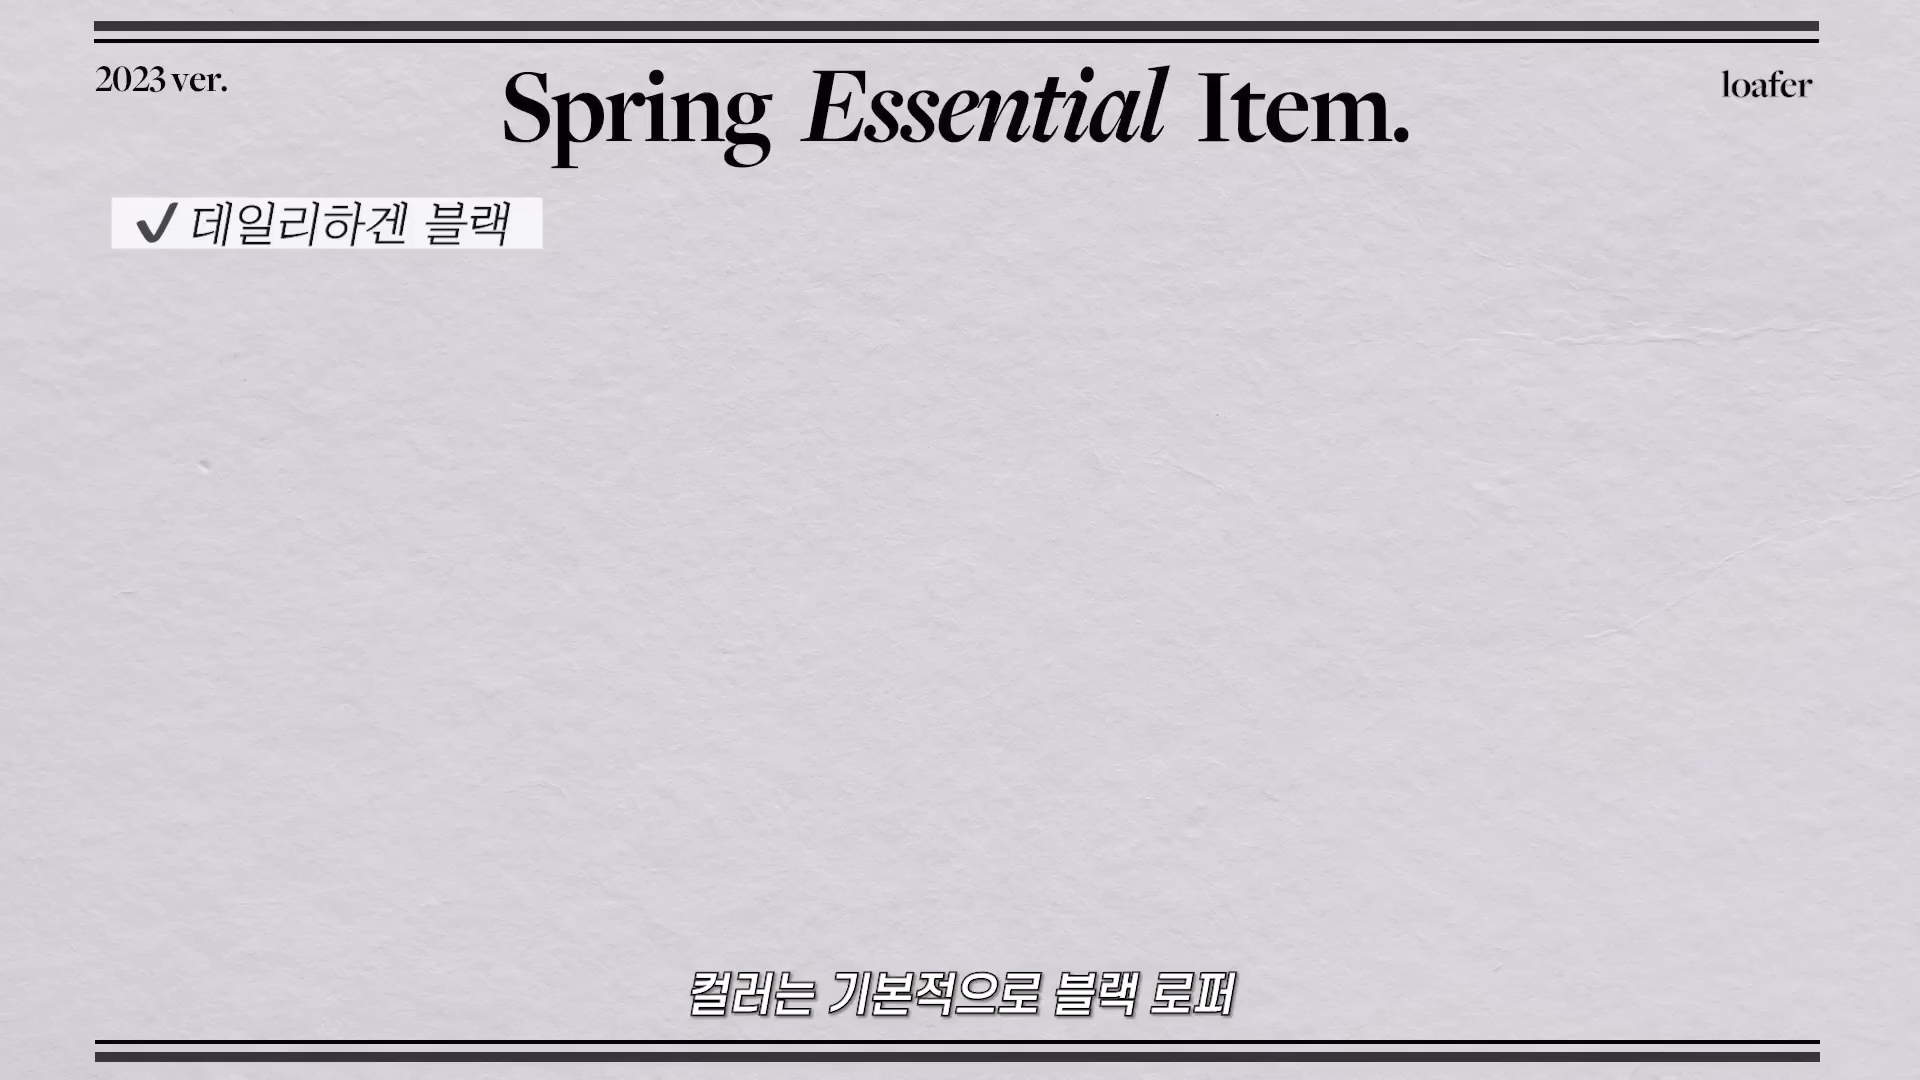 2023 ver.
Spring Essential Item.
loafer
✓ 데일리하겐 블랙
컬러는 기본적으로 블랙 로퍼